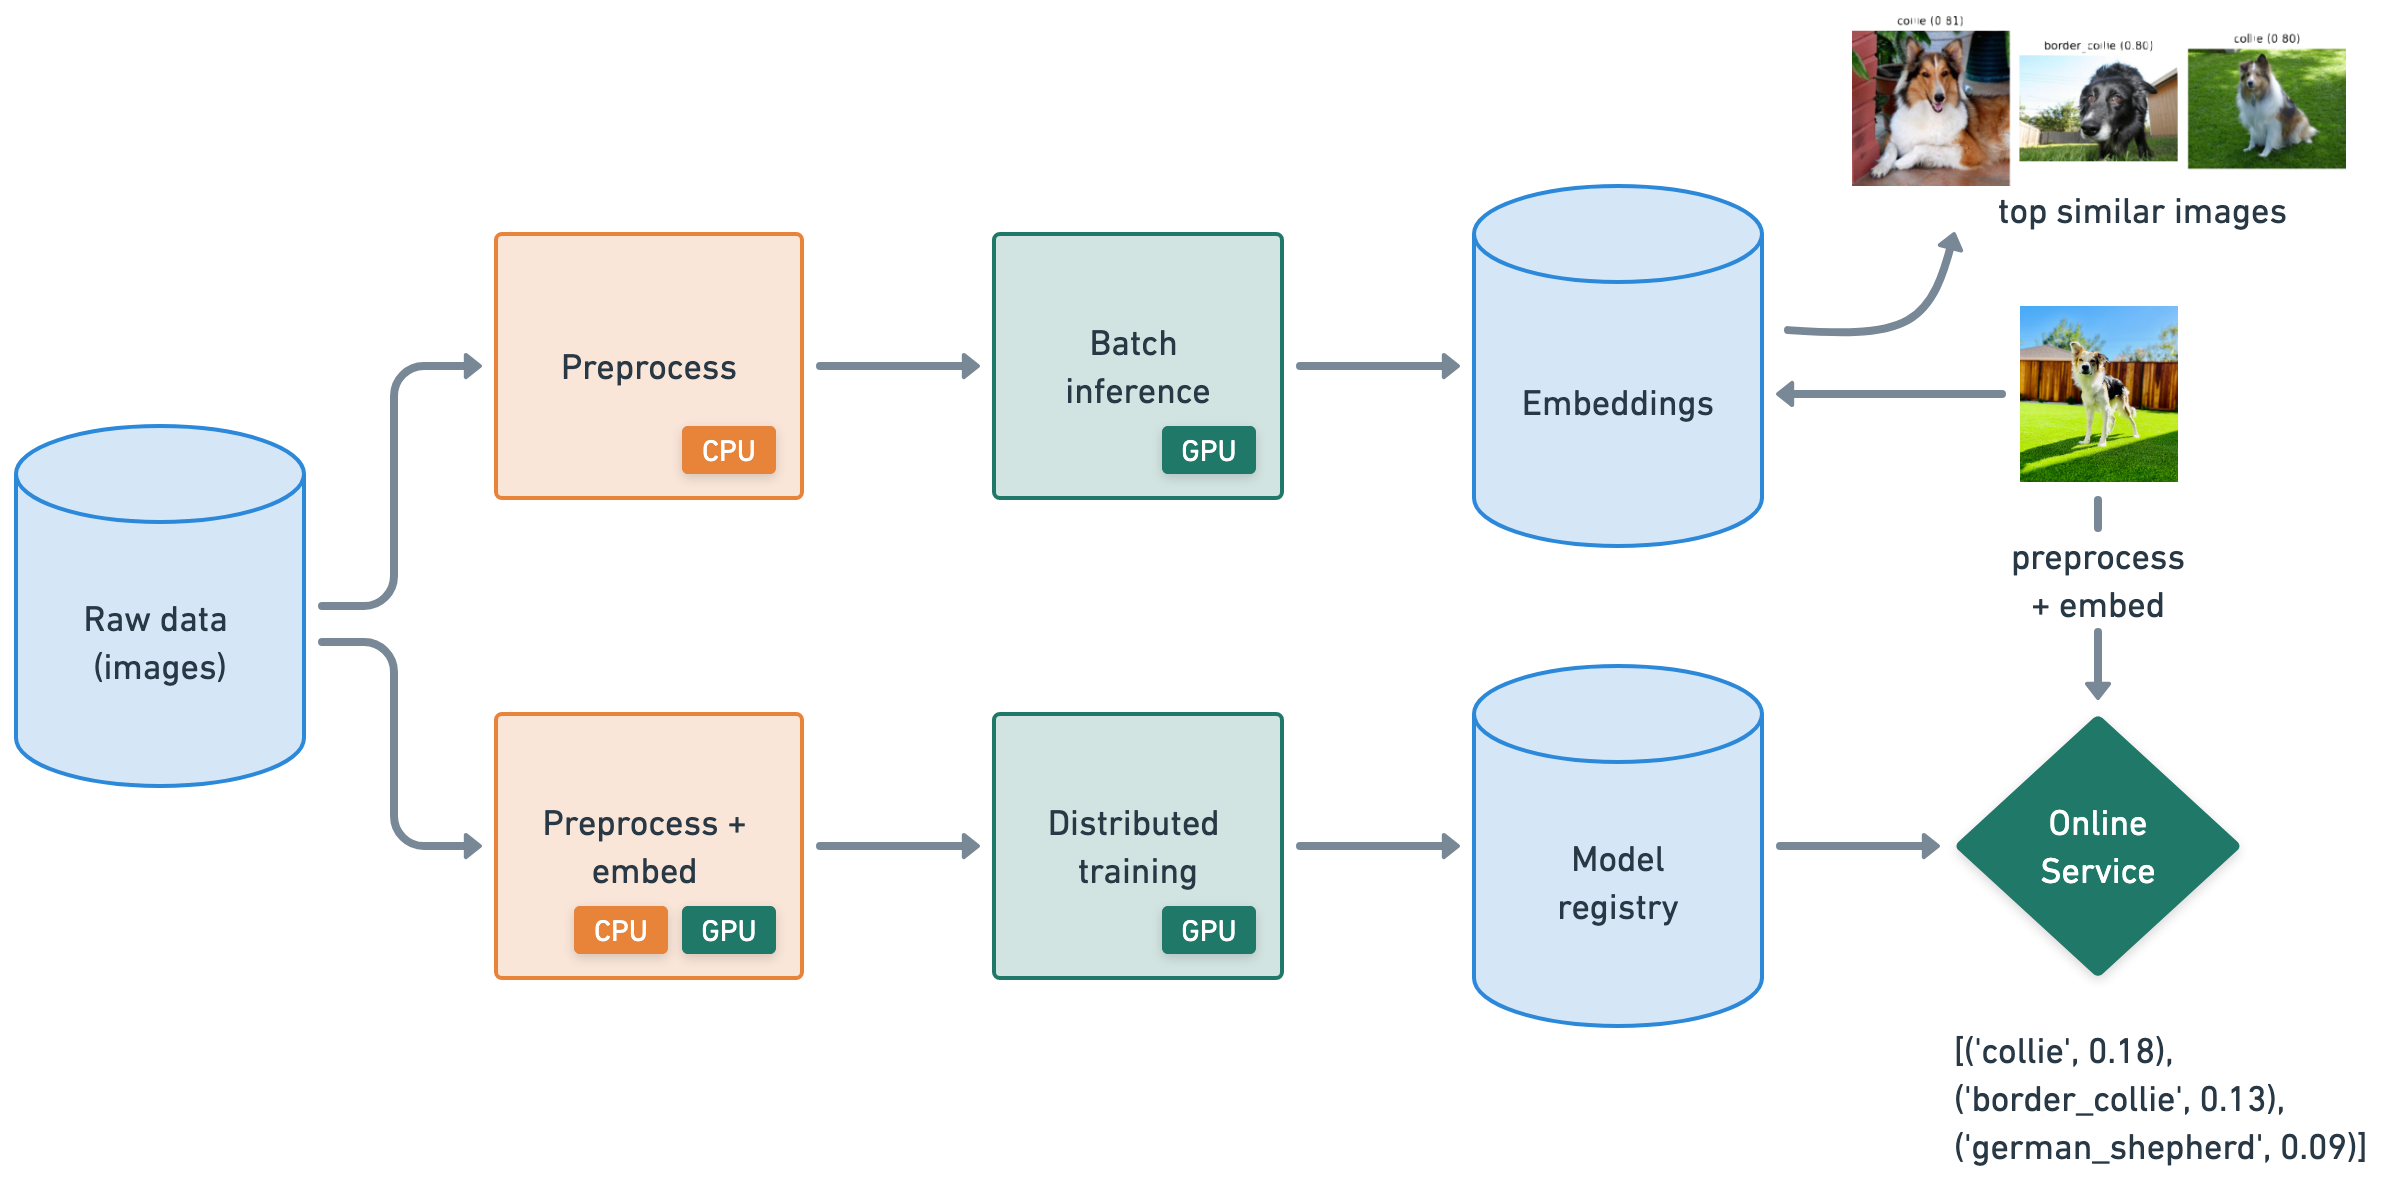 collie (0.81)
border_collie (0.80)
collie (0.80)
top similar images
Preprocess
CPU
Batch
inference
GPU
Embeddings
preprocess
+ embed
Raw data
(images)
Preprocess +
embed
CPU
GPU
Distributed
training
GPU
Model
registry
Online
Service
[('collie', 0.18),
('border_collie', 0.13),
('german_shepherd', 0.09)]